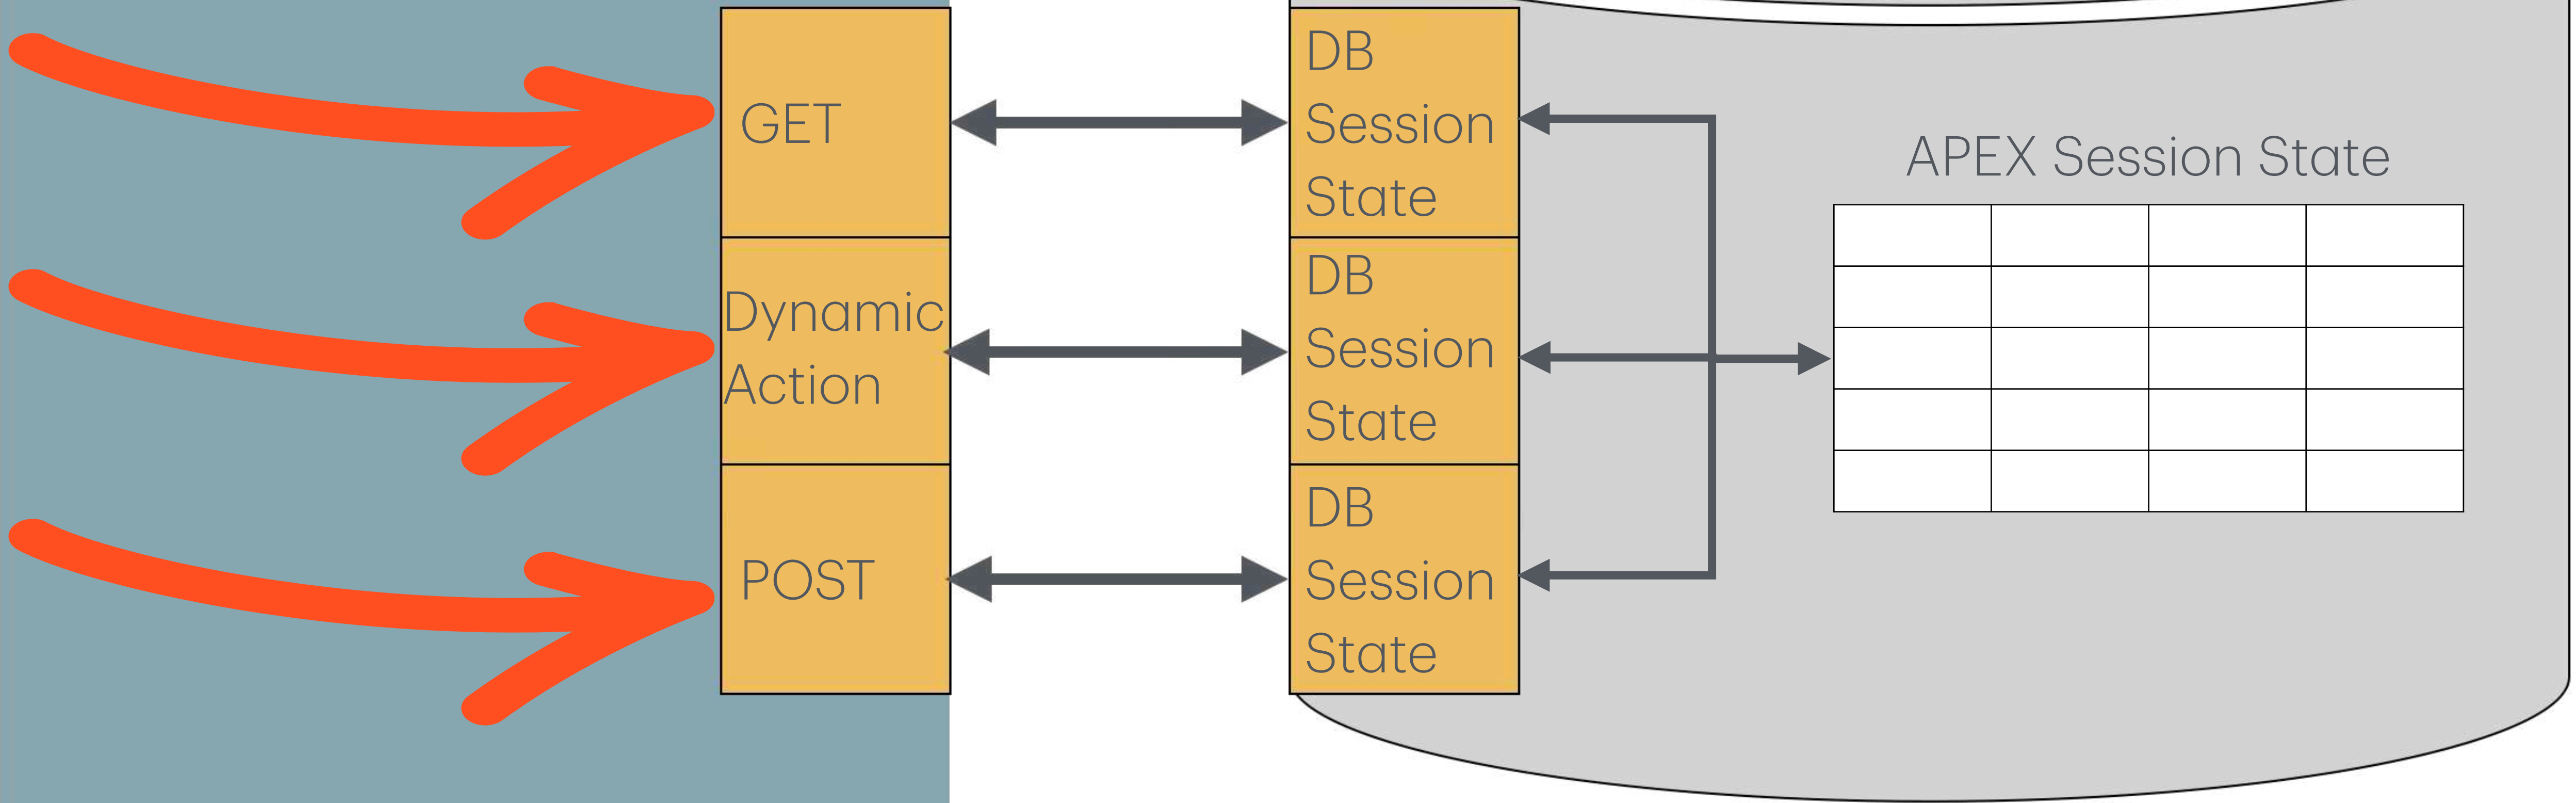 GET
DB
Session
State
Dynamic
Action
DB
Session
State
POST
DB
Session
State
APEX Session State